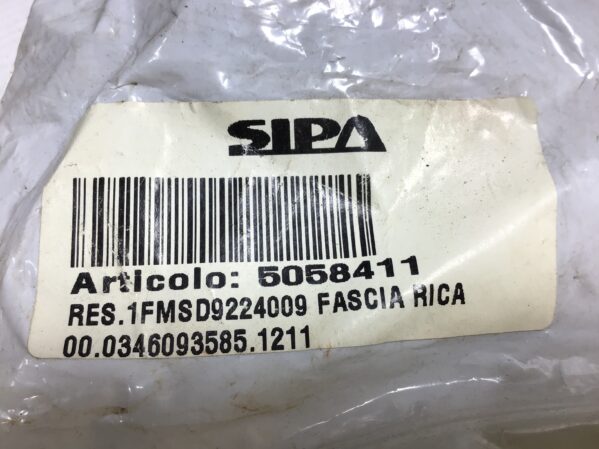 SIPA
Articolo: 5058411
RES.1FMSD9224009 FASCIA RICA
00.0346093585.1211